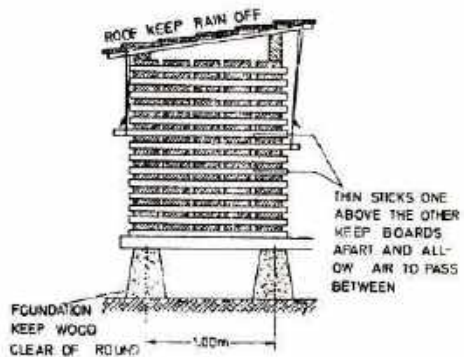 ROOF KEEP RAIN OFF
THIN STICKS ONE
ABOVE THE OTHER
KEEP BOARDS
APART AND ALL-
OW AIR TO PASS
BETWEEN
FOUNDATION
KEEP WOOD
CLEAR OF ROUND
1.00m